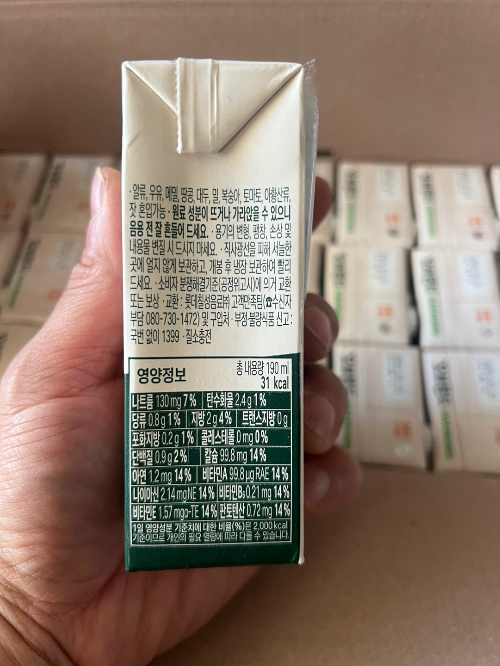 ·알류, 우유, 메밀, 땅콩, 대두, 밀, 복숭아, 토마토, 아황산류,
잣 혼입가능 · 원료 성분이 뜨거나 가라앉을 수 있으니
음용 전 잘 흔들어 드세요. · 용기의 변형, 팽창, 손상 및
내용물 변질 시 드시지 마세요. · 직사광선을 피해 서늘한
곳에 얼지 않게 보관하고, 개봉 후 냉장 보관하여 빨리
드세요. · 소비자 분쟁해결기준(공정위고시)에 의거 교환
또는 보상 · 교환 : 롯데칠성음료㈜ 고객만족팀(☎수신자
부담 080-730-1472) 및 구입처 · 부정·불량식품 신고 :
국번 없이 1399 · 질소충전
영양정보 총 내용량 190 ml
31 kcal
나트륨 130 mg 7% 탄수화물 2.4 g 1%
당류 0.8 g 1% 지방 2 g 4% 트랜스지방 0 g
포화지방 0.2 g 1% 콜레스테롤 0 mg 0%
단백질 0.9 g 2% 칼슘 99.8 mg 14%
아연 1.2 mg 14% 비타민A 99.8 μg RAE 14%
나이아신 2.14 mg NE 14% 비타민B₆ 0.21 mg 14%
비타민E 1.57 mg α-TE 14% 판토텐산 0.72 mg 14%
1일 영양성분 기준치에 대한 비율(%)은 2,000 kcal
기준이므로 개인의 필요 열량에 따라 다를 수 있습니다.